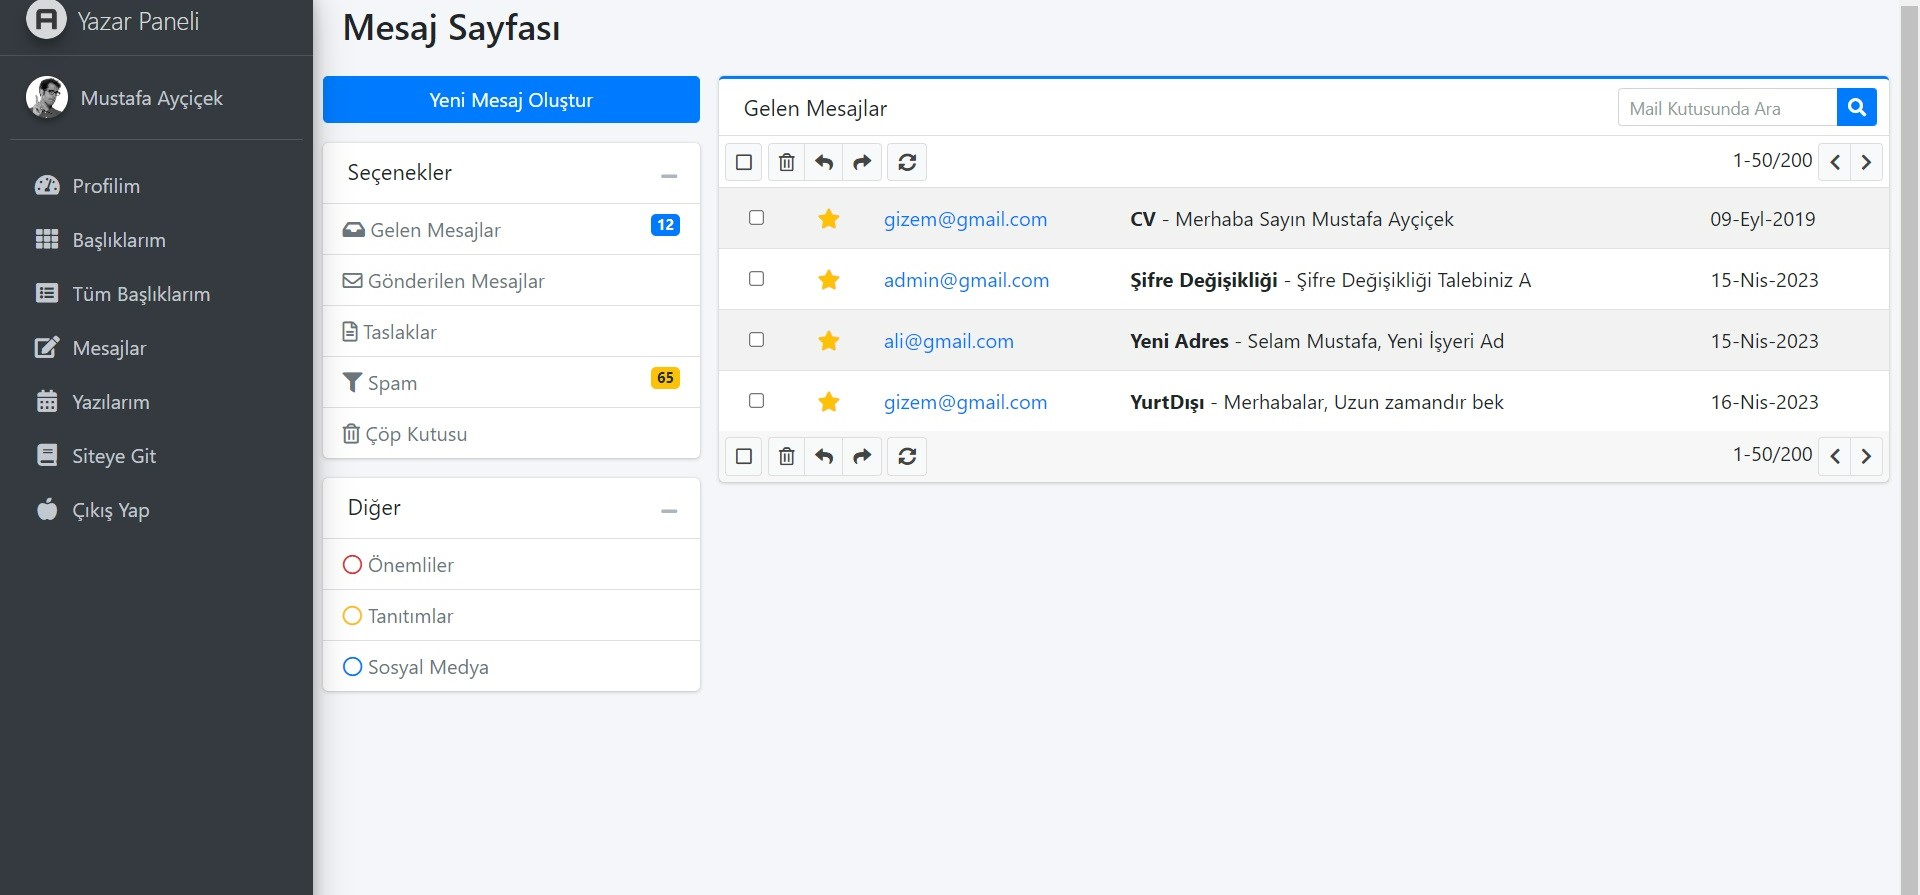 Yazar Paneli
Mustafa Ayçiçek
Profilim
Başlıklarım
Tüm Başlıklarım
Mesajlar
Yazılarım
Siteye Git
Çıkış Yap
Mesaj Sayfası
Yeni Mesaj Oluştur
Seçenekler
Gelen Mesajlar 12
Gönderilen Mesajlar
Taslaklar
Spam 65
Çöp Kutusu
Diğer
Önemliler
Tanıtımlar
Sosyal Medya
Gelen Mesajlar Mail Kutusunda Ara
1-50/200
gizem@gmail.com CV - Merhaba Sayın Mustafa Ayçiçek 09-Eyl-2019
admin@gmail.com Şifre Değişikliği - Şifre Değişikliği Talebiniz A 15-Nis-2023
ali@gmail.com Yeni Adres - Selam Mustafa, Yeni İşyeri Ad 15-Nis-2023
gizem@gmail.com YurtDışı - Merhabalar, Uzun zamandır bek 16-Nis-2023
1-50/200